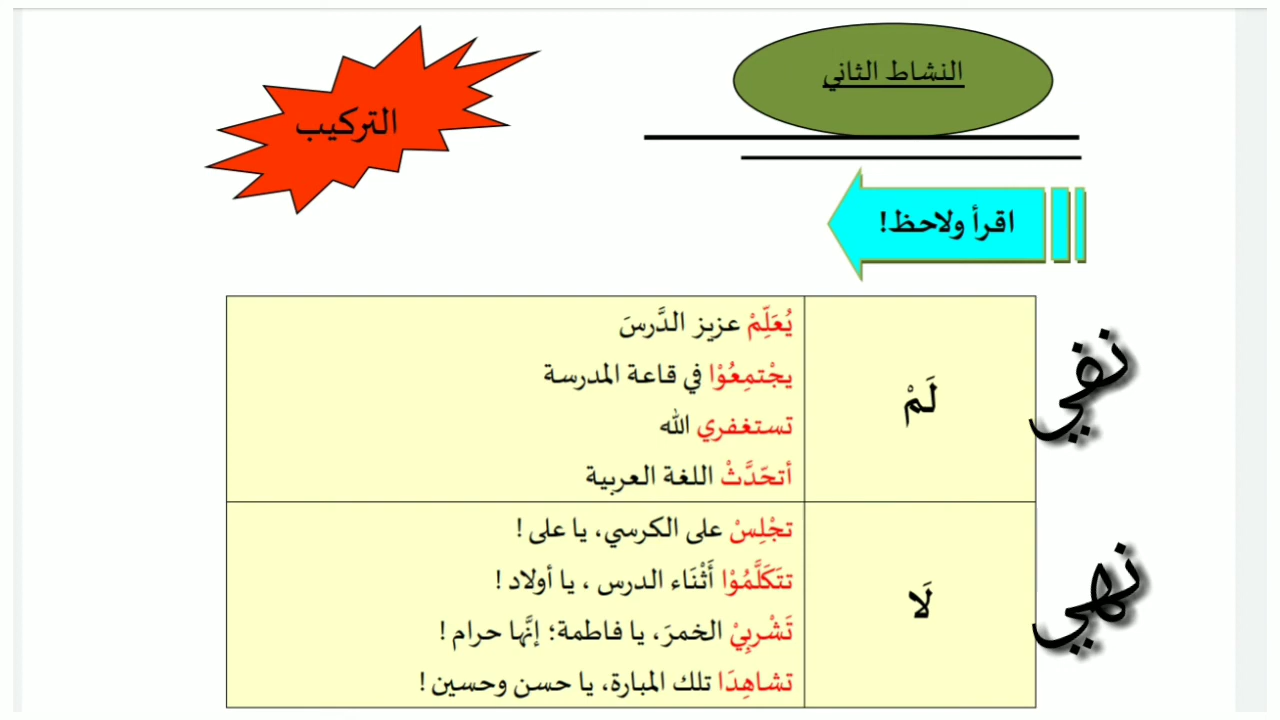 النشاط الثاني
التركيب
اقرأ ولاحظ!
نفي
لَمْ
يُعَلِّمْ عزيز الدَّرسَ
يجْتمِعُوْا في قاعة المدرسة
تستغفري الله
أتحّدَّثْ اللغة العربية
نهي
لَا
تجْلِسْ على الكرسي، يا على !
تتَكَلَّمُوْا أَثْنَاء الدرس ، يا أولاد !
تَشْربِيْ الخمرَ، يا فاطمة؛ إنَّها حرام !
تشاهِدَا تلك المبارة، يا حسن وحسين !